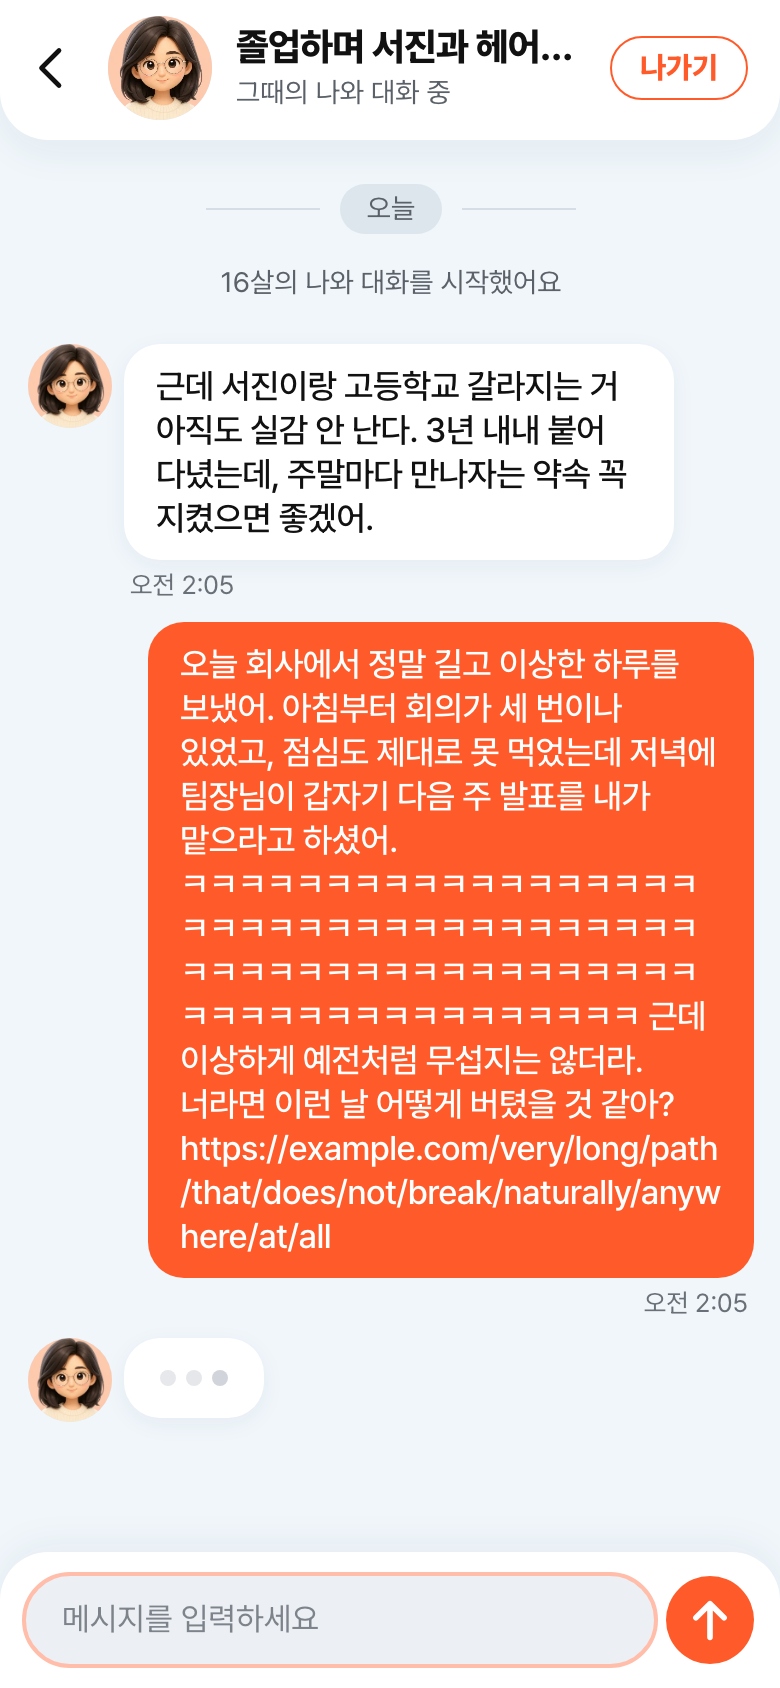 졸업하며 서진과 헤어...
그때의 나와 대화 중
나가기
오늘
16살의 나와 대화를 시작했어요
근데 서진이랑 고등학교 갈라지는 거
아직도 실감 안 난다. 3년 내내 붙어
다녔는데, 주말마다 만나자는 약속 꼭
지켰으면 좋겠어.
오전 2:05
오늘 회사에서 정말 길고 이상한 하루를
보냈어. 아침부터 회의가 세 번이나
있었고, 점심도 제대로 못 먹었는데 저녁에
팀장님이 갑자기 다음 주 발표를 내가
맡으라고 하셨어.
ㅋㅋㅋㅋㅋㅋㅋㅋㅋㅋㅋㅋㅋㅋㅋㅋㅋㅋ
ㅋㅋㅋㅋㅋㅋㅋㅋㅋㅋㅋㅋㅋㅋㅋㅋㅋㅋ
ㅋㅋㅋㅋㅋㅋㅋㅋㅋㅋㅋㅋㅋㅋㅋㅋㅋㅋ
ㅋㅋㅋㅋㅋㅋㅋㅋㅋㅋㅋㅋㅋㅋㅋㅋ 근데
이상하게 예전처럼 무섭지는 않더라.
너라면 이런 날 어떻게 버텼을 것 같아?
https://example.com/very/long/path
/that/does/not/break/naturally/anyw
here/at/all
오전 2:05
메시지를 입력하세요